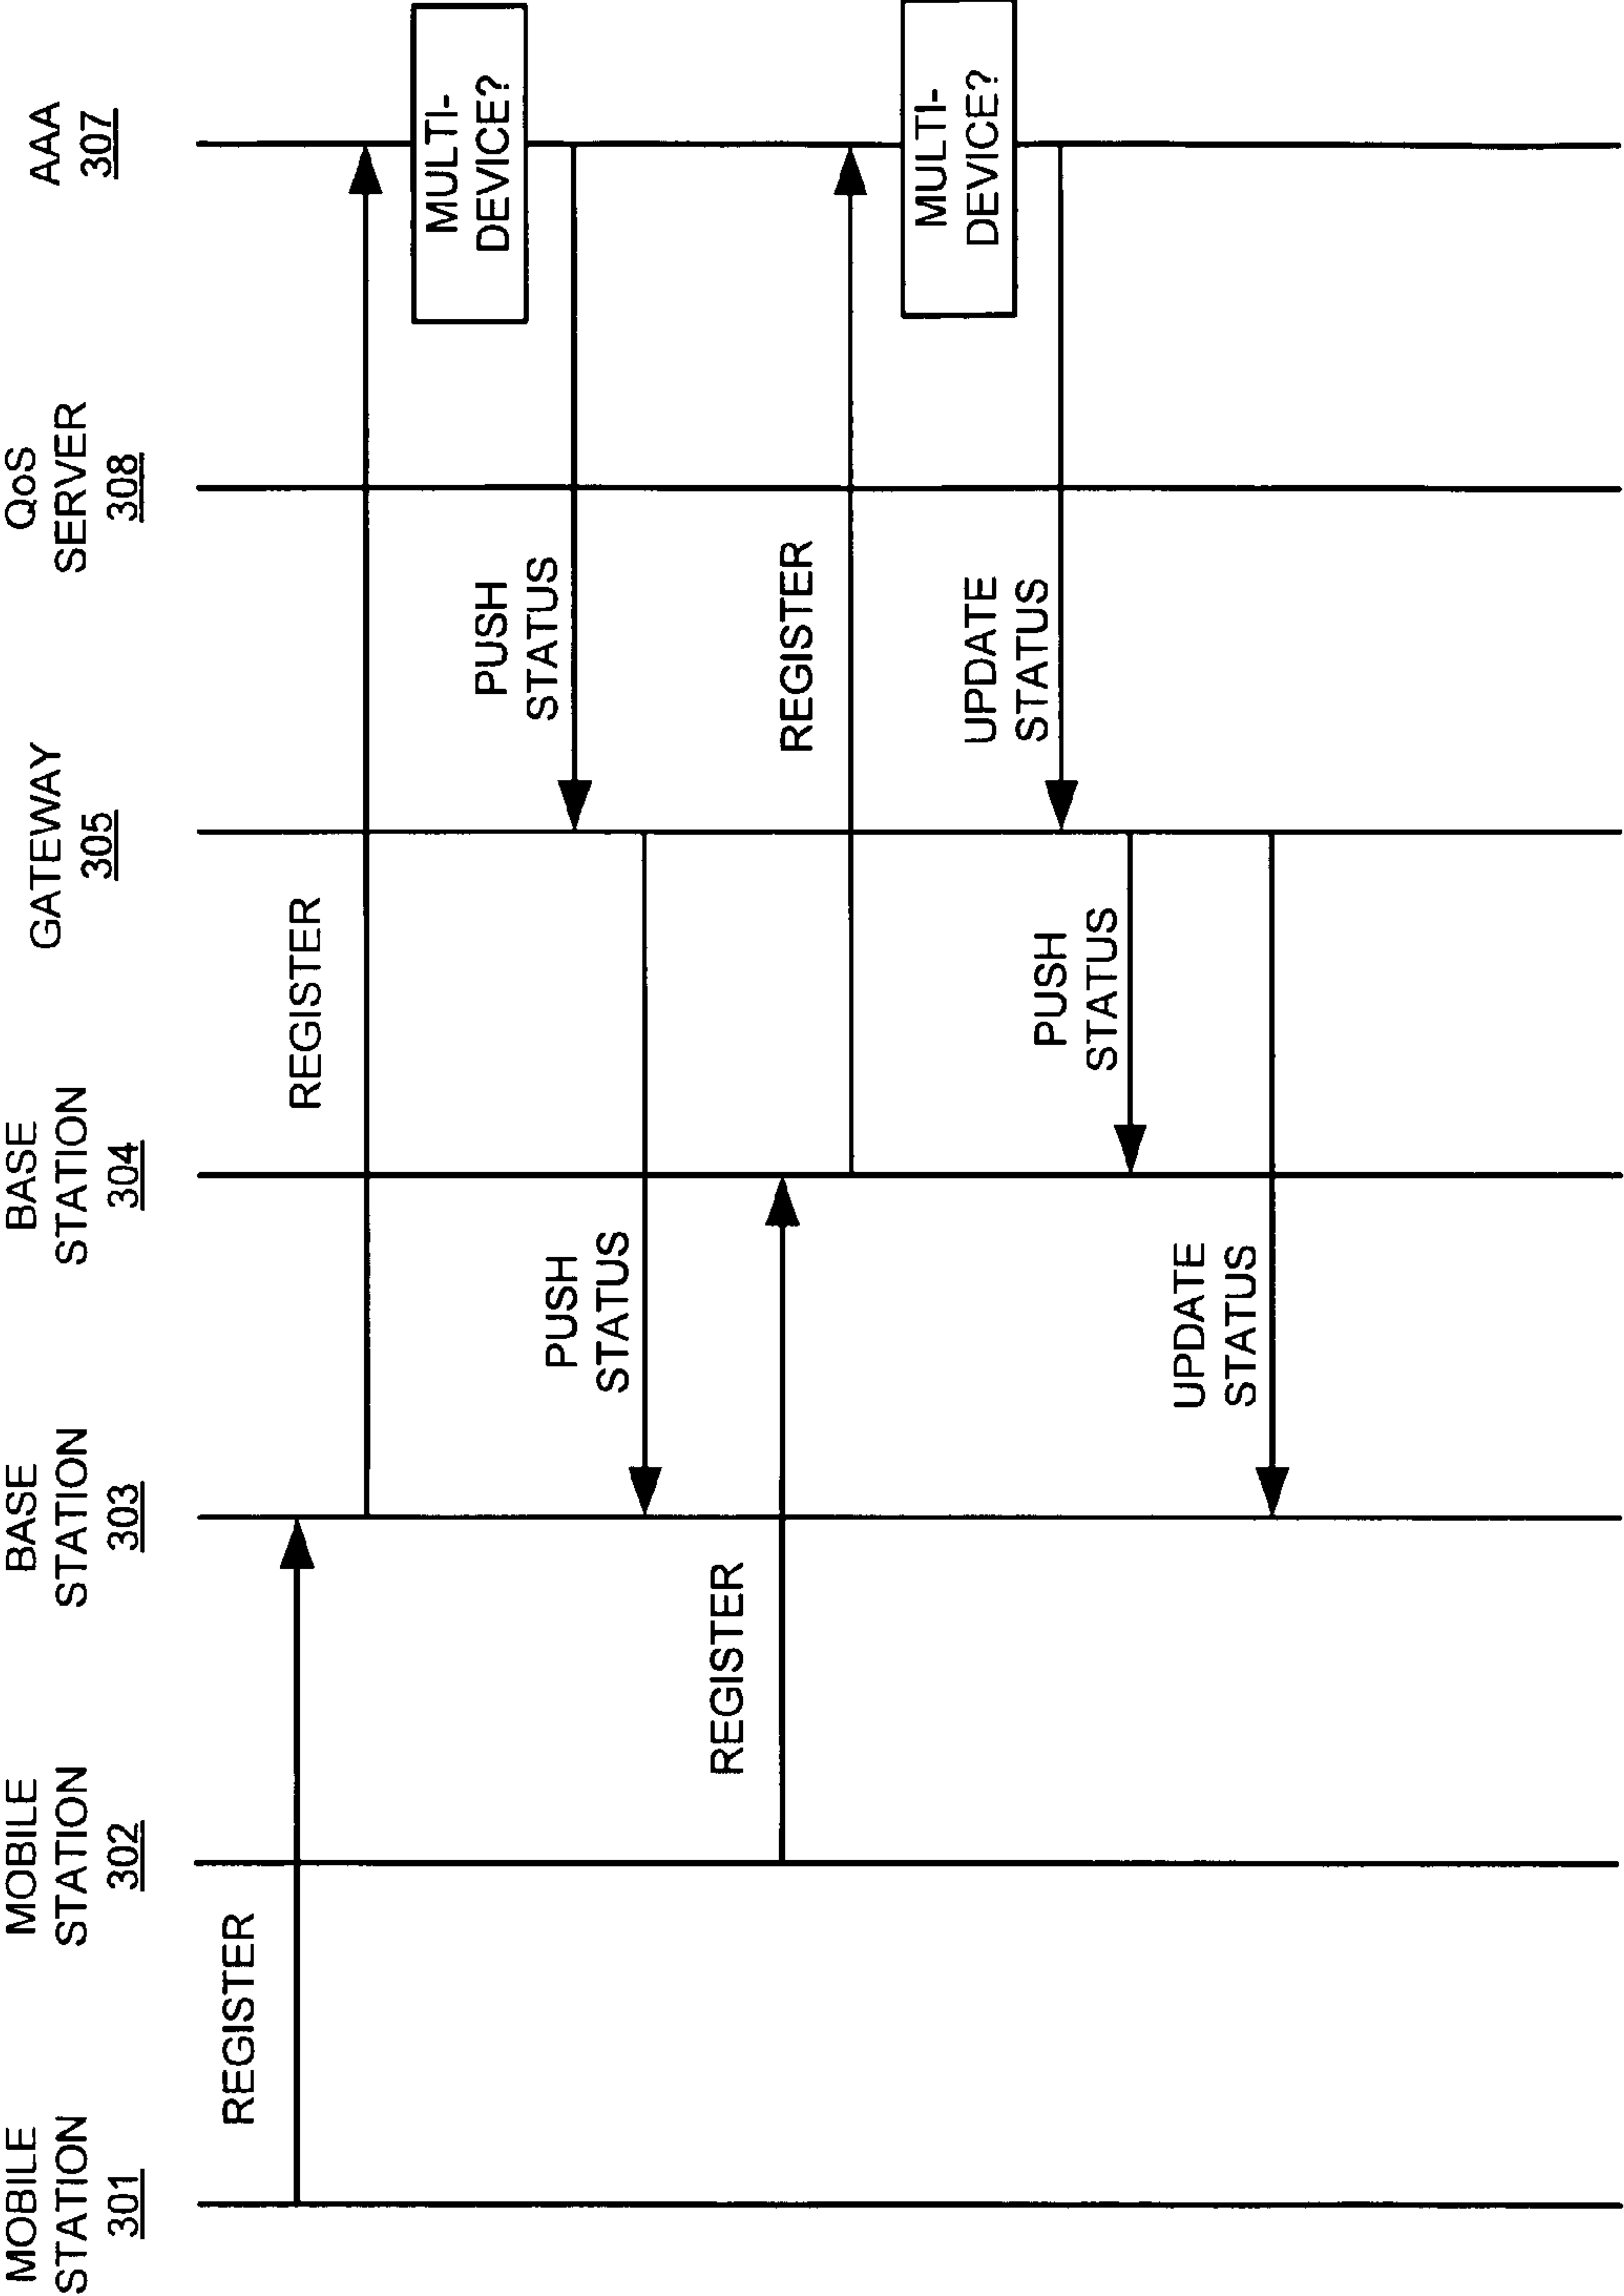 MOBILE
STATION
301
MOBILE
STATION
302
BASE
STATION
303
BASE
STATION
304
GATEWAY
305
QoS
SERVER
308
AAA
307
REGISTER
REGISTER
MULTI-
DEVICE?
PUSH
STATUS
PUSH
STATUS
REGISTER
REGISTER
MULTI-
DEVICE?
UPDATE
STATUS
PUSH
STATUS
UPDATE
STATUS